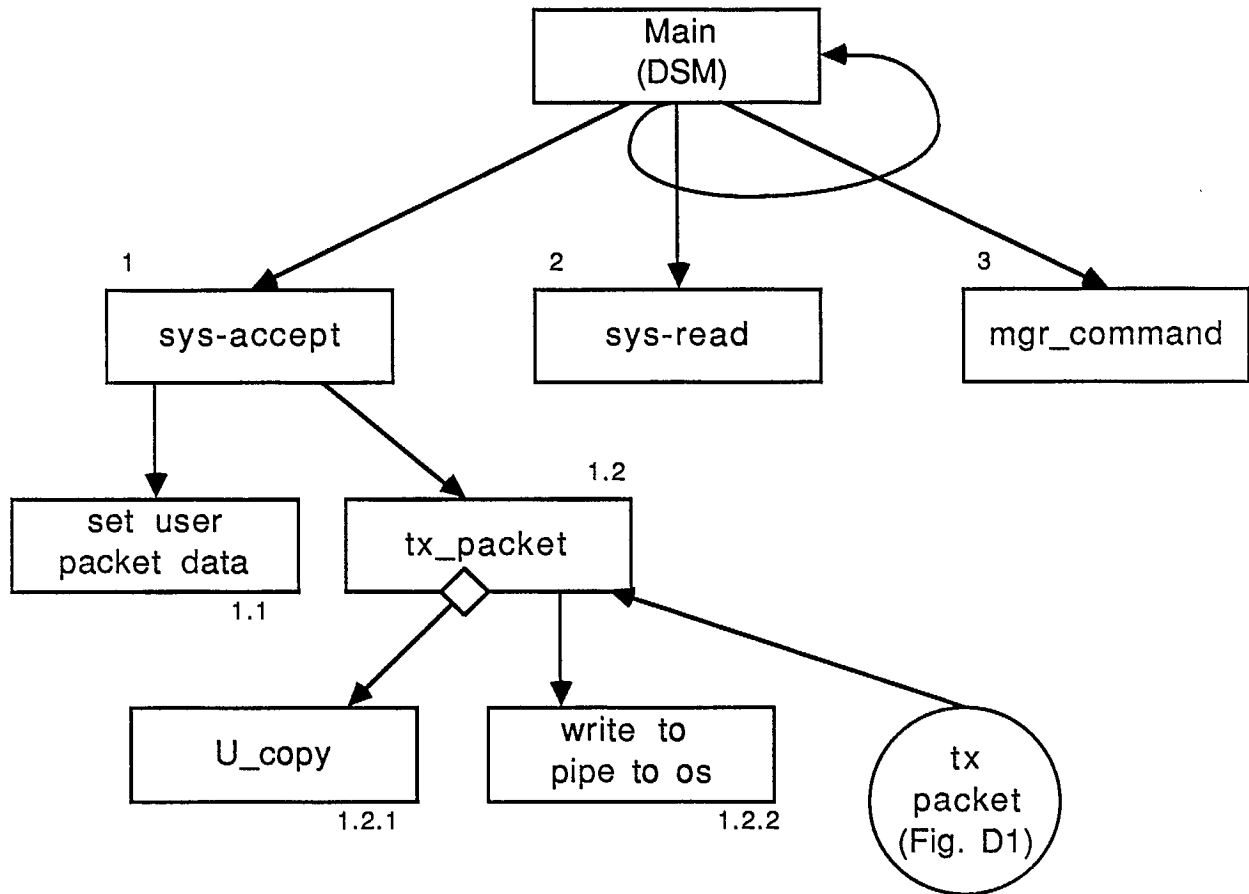 Main
(DSM)
1
2
3
sys-accept
sys-read
mgr_command
1.2
set user
packet data
tx_packet
1.1
U_copy
write to
pipe to os
tx
packet
(Fig. D1)
1.2.1
1.2.2